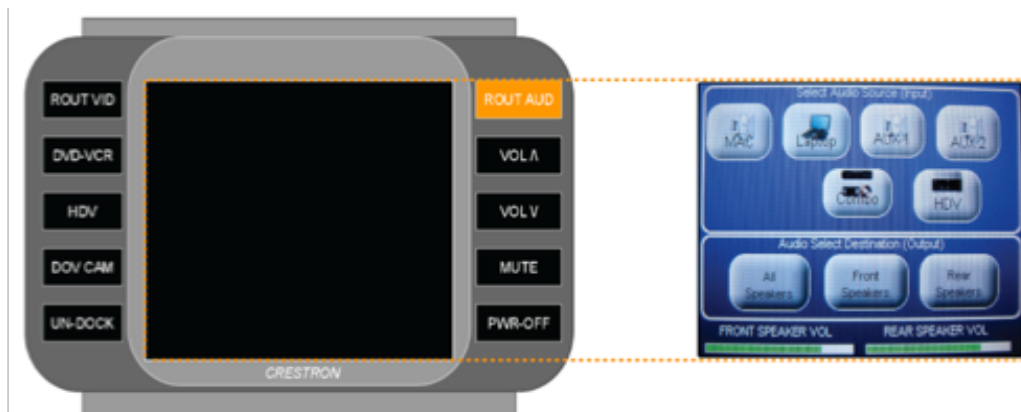 ROUT VID
DVD-VCR
HDV
DOV CAM
UN-DOCK
ROUT AUD
VOL Λ
VOL V
MUTE
PWR-OFF
CRESTRON
Select Audio Source (Input)
MAC
Laptop
AUX1
AUX2
Combo
HDV
Audio Select Destination (Output)
All
Speakers
Front
Speakers
Rear
Speakers
FRONT SPEAKER VOL
REAR SPEAKER VOL